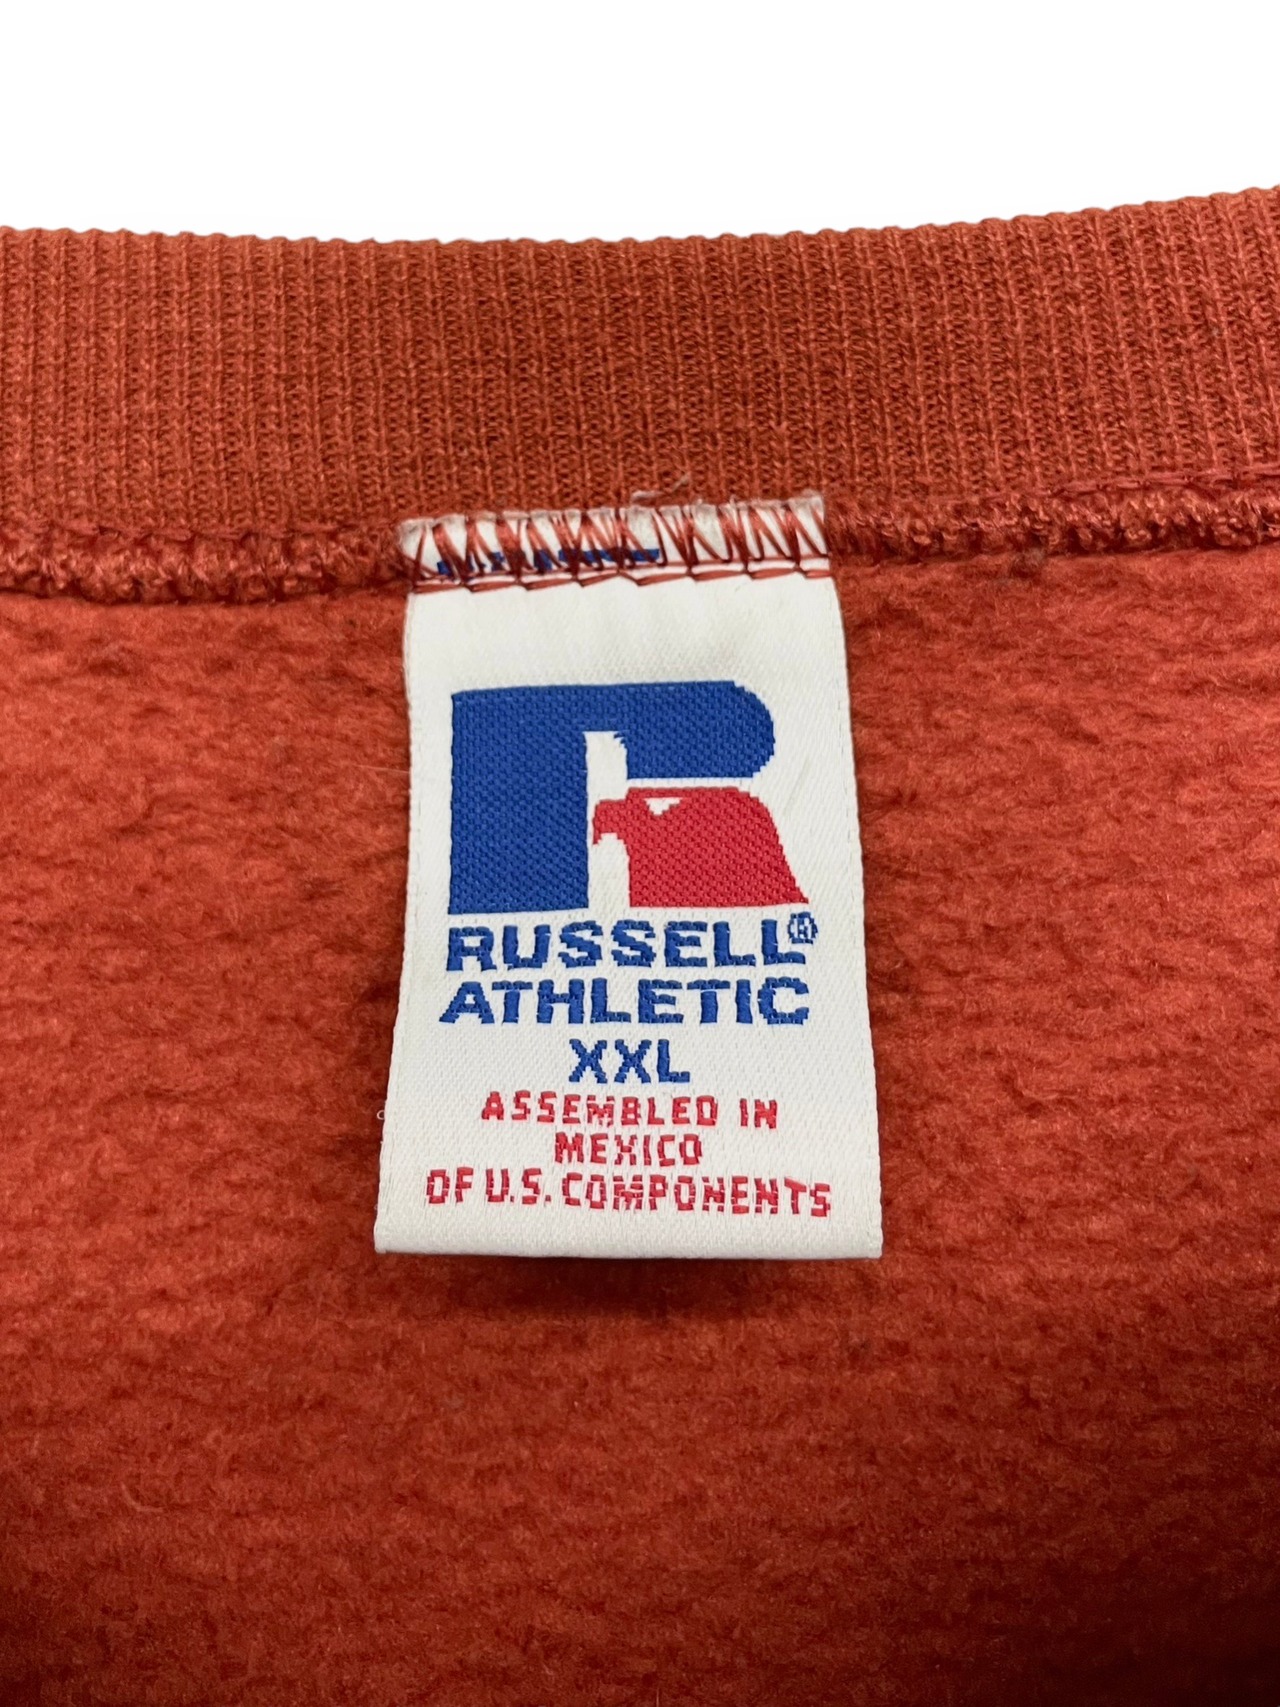 RUSSELL®
ATHLETIC
XXL
ASSEMBLED IN
MEXICO
OF U.S. COMPONENTS